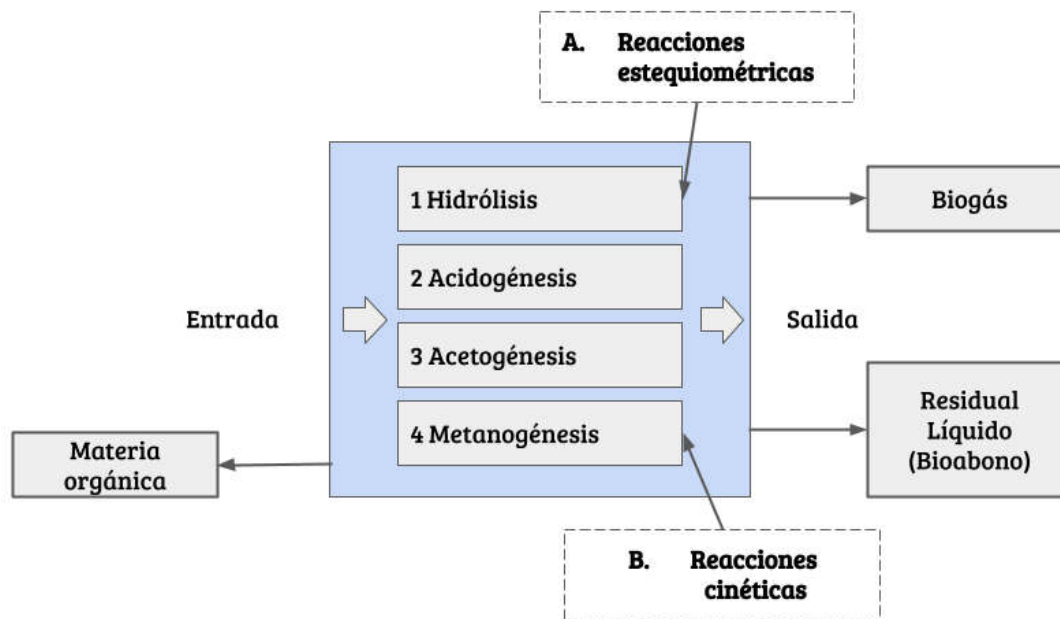 A. Reacciones
estequiométricas
1 Hidrólisis
Biogás
2 Acidogénesis
Entrada
Salida
3 Acetogénesis
4 Metanogénesis
Residual
Líquido
(Bioabono)
Materia
orgánica
B. Reacciones
cinéticas